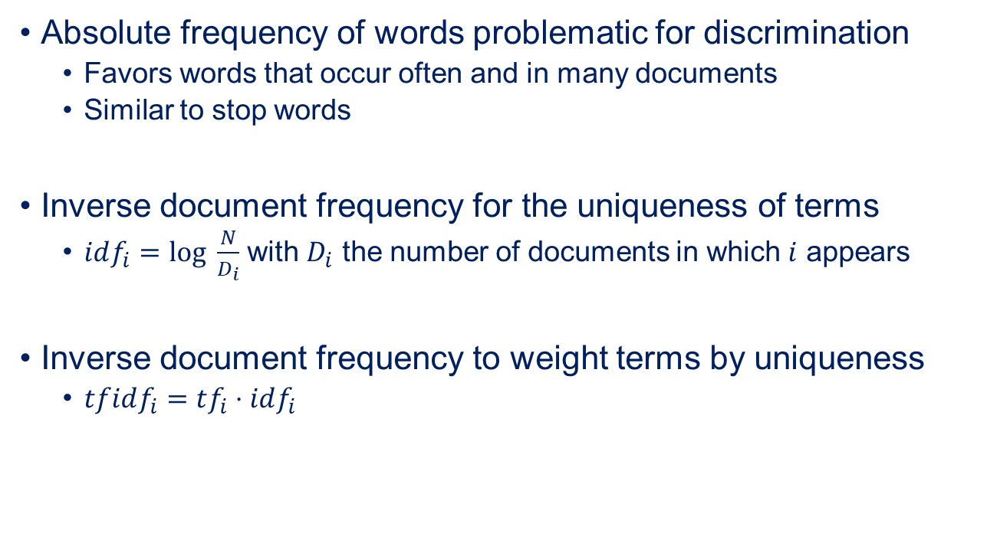 • Absolute frequency of words problematic for discrimination
• Favors words that occur often and in many documents
• Similar to stop words
• Inverse document frequency for the uniqueness of terms
• $idf_i = \log \frac{N}{D_i}$ with $D_i$ the number of documents in which $i$ appears
• Inverse document frequency to weight terms by uniqueness
• $tfidf_i = tf_i \cdot idf_i$